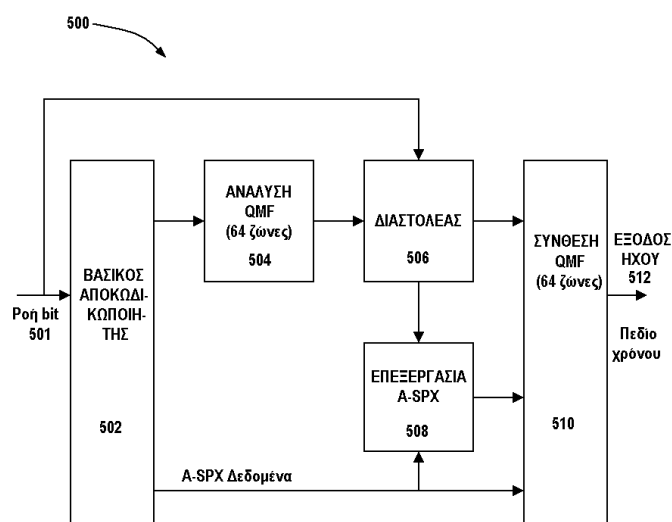 500
ΑΝΑΛΥΣΗ
QMF
(64 ζώνες)
504
ΔΙΑΣΤΟΛΕΑΣ
506
ΣΥΝΘΕΣΗ
QMF
(64 ζώνες)
510
ΕΞΟΔΟΣ
ΗΧΟΥ
512
Πεδίο
χρόνου
ΒΑΣΙΚΟΣ
ΑΠΟΚΩΔΙ-
ΚΩΠΟΙΗ-
ΤΗΣ
502
Ροή bit
501
ΕΠΕΞΕΡΓΑΣΙΑ
A-SPX
508
A-SPX Δεδομένα